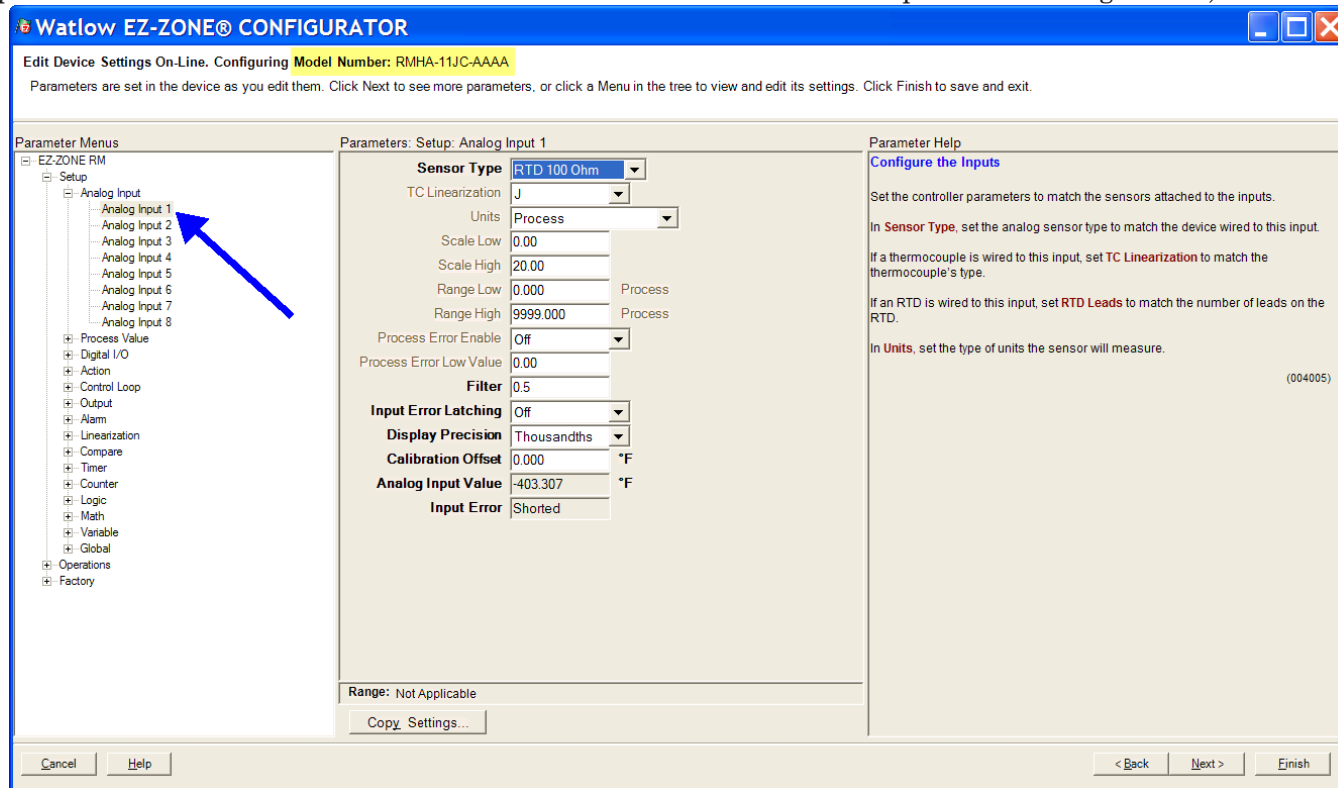 Watlow EZ-ZONE® CONFIGURATOR
Edit Device Settings On-Line. Configuring Model Number: RMHA-11JC-AAAA
Parameters are set in the device as you edit them. Click Next to see more parameters, or click a Menu in the tree to view and edit its settings. Click Finish to save and exit.
Parameter Menus
EZ-ZONE RM
Setup
Analog Input
Analog Input 1
Analog Input 2
Analog Input 3
Analog Input 4
Analog Input 5
Analog Input 6
Analog Input 7
Analog Input 8
Process Value
Digital I/O
Action
Control Loop
Output
Alarm
Linearization
Compare
Timer
Counter
Logic
Math
Variable
Global
Operations
Factory
Parameters: Setup: Analog Input 1
Sensor Type RTD 100 Ohm
TC Linearization J
Units Process
Scale Low 0.00
Scale High 20.00
Range Low 0.000 Process
Range High 9999.000 Process
Process Error Enable Off
Process Error Low Value 0.00
Filter 0.5
Input Error Latching Off
Display Precision Thousandths
Calibration Offset 0.000 °F
Analog Input Value -403.307 °F
Input Error Shorted
Range: Not Applicable
Copy Settings...
Parameter Help
Configure the Inputs
Set the controller parameters to match the sensors attached to the inputs.
In Sensor Type, set the analog sensor type to match the device wired to this input.
If a thermocouple is wired to this input, set TC Linearization to match the
thermocouple's type.
If an RTD is wired to this input, set RTD Leads to match the number of leads on the
RTD.
In Units, set the type of units the sensor will measure.
(004005)
Cancel Help < Back Next > Finish